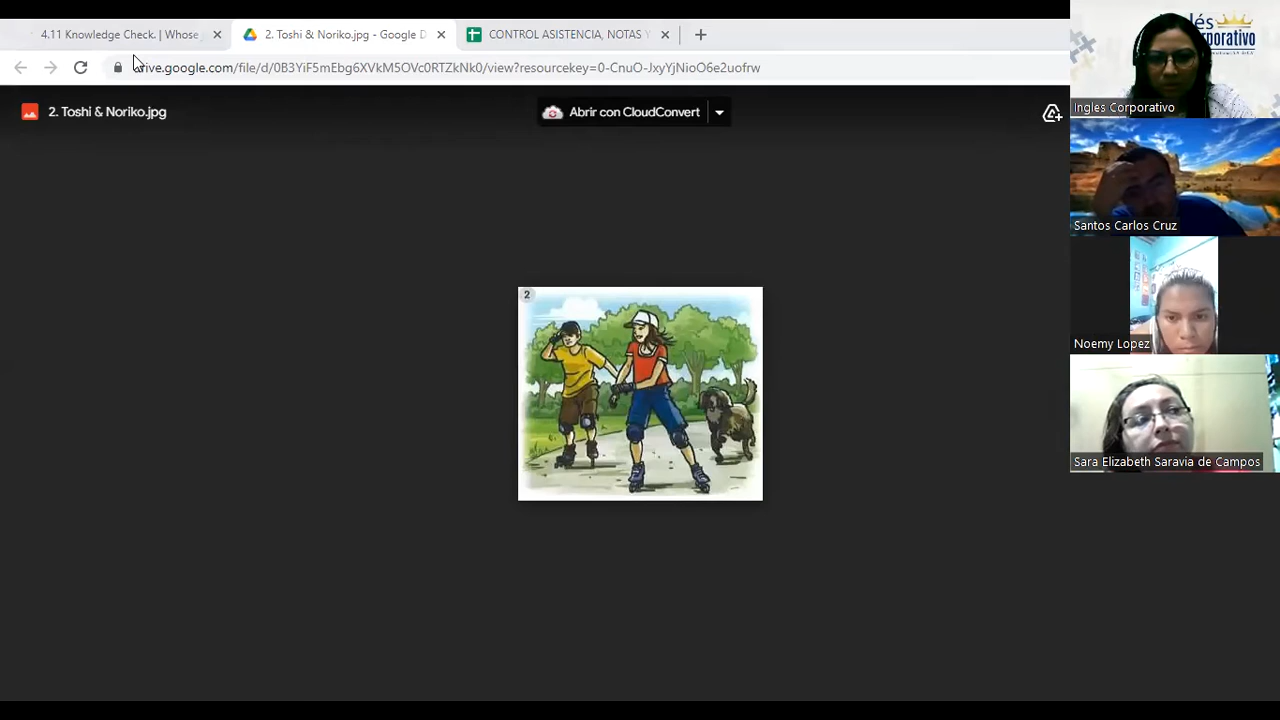 4.11 Knowledge Check. | Whose
2. Toshi & Noriko.jpg - Google D
CONTROL ASISTENCIA, NOTAS Y
drive.google.com/file/d/0B3YiF5mEbg6XVkM5OVc0RTZkNk0/view?resourcekey=0-CnuO-JxyYjNioO6e2uofrw
2. Toshi & Noriko.jpg
Abrir con CloudConvert
2
Ingles Corporativo
Santos Carlos Cruz
Noemy Lopez
Sara Elizabeth Saravia de Campos